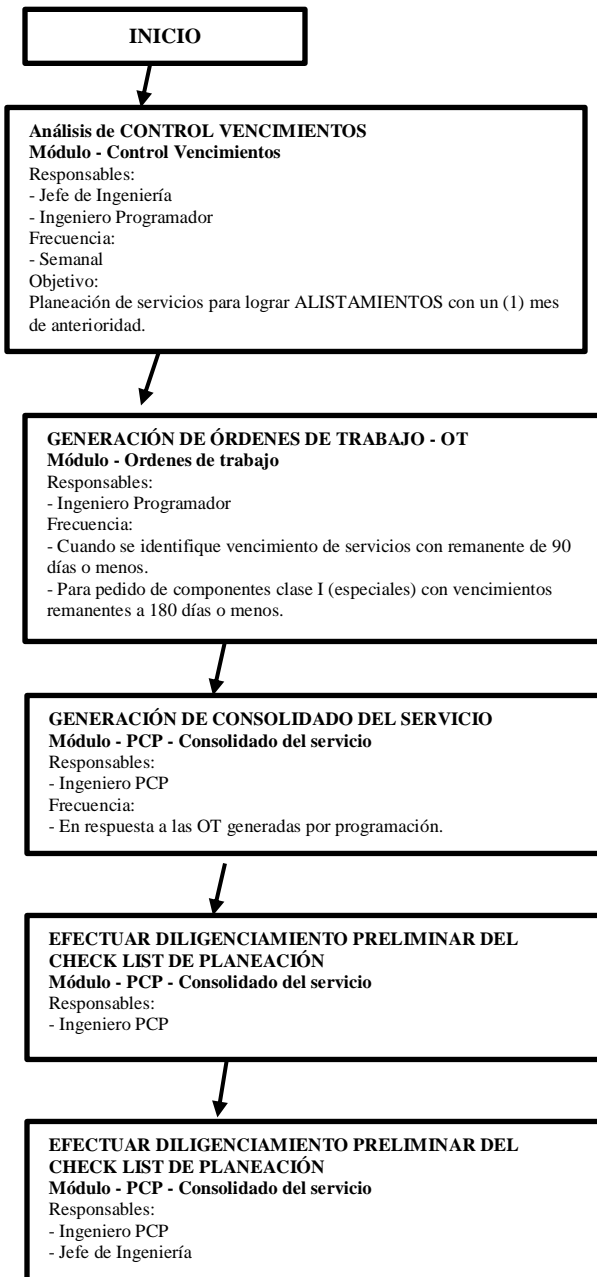 INICIO
Análisis de CONTROL VENCIMIENTOS
Módulo - Control Vencimientos
Responsables:
- Jefe de Ingeniería
- Ingeniero Programador
Frecuencia:
- Semanal
Objetivo:
Planeación de servicios para lograr ALISTAMIENTOS con un (1) mes
de anterioridad.
GENERACIÓN DE ÓRDENES DE TRABAJO - OT
Módulo - Ordenes de trabajo
Responsables:
- Ingeniero Programador
Frecuencia:
- Cuando se identifique vencimiento de servicios con remanente de 90
días o menos.
- Para pedido de componentes clase I (especiales) con vencimientos
remanentes a 180 días o menos.
GENERACIÓN DE CONSOLIDADO DEL SERVICIO
Módulo - PCP - Consolidado del servicio
Responsables:
- Ingeniero PCP
Frecuencia:
- En respuesta a las OT generadas por programación.
EFECTUAR DILIGENCIAMIENTO PRELIMINAR DEL
CHECK LIST DE PLANEACIÓN
Módulo - PCP - Consolidado del servicio
Responsables:
- Ingeniero PCP
EFECTUAR DILIGENCIAMIENTO PRELIMINAR DEL
CHECK LIST DE PLANEACIÓN
Módulo - PCP - Consolidado del servicio
Responsables:
- Ingeniero PCP
- Jefe de Ingeniería